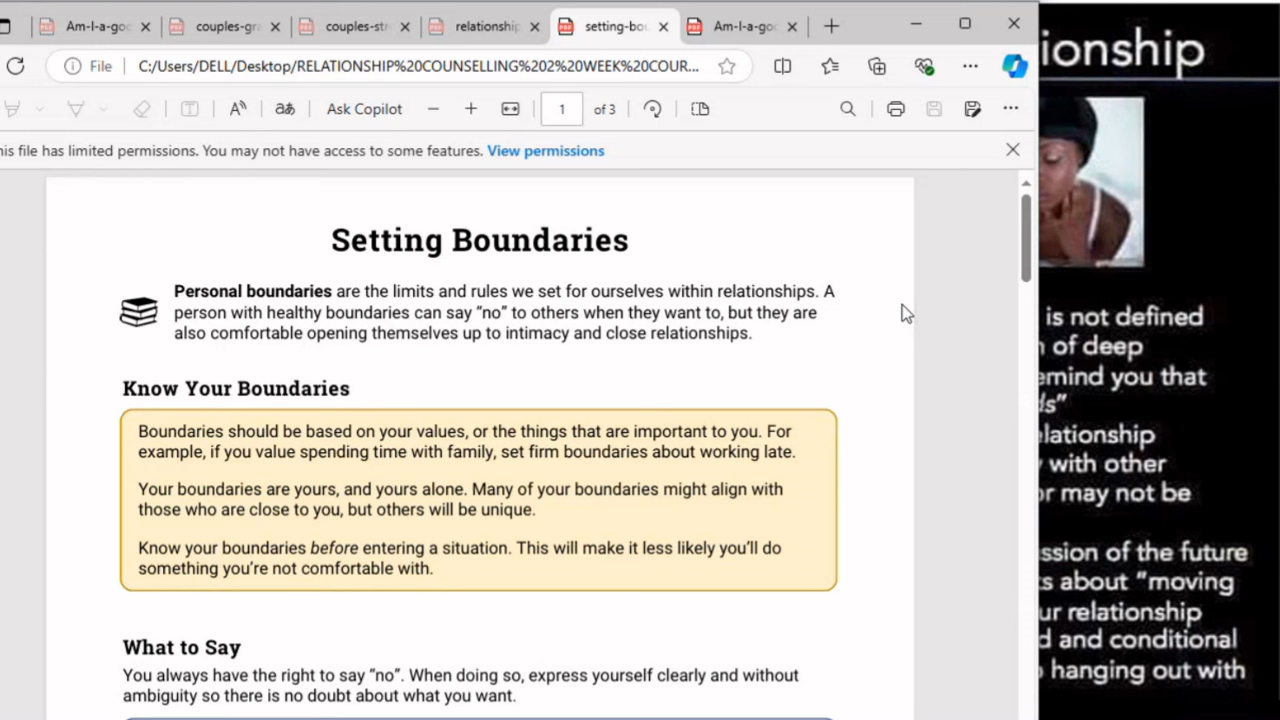 Am-I-a-goo
couples-gra
couples-str
relationship
setting-bou
Am-I-a-goo
File
C:/Users/DELL/Desktop/RELATIONSHIP%20COUNSELLING%202%20WEEK%20COUR...
Ask Copilot
1
of 3
his file has limited permissions. You may not have access to some features. View permissions
Setting Boundaries
Personal boundaries are the limits and rules we set for ourselves within relationships. A
person with healthy boundaries can say “no” to others when they want to, but they are
also comfortable opening themselves up to intimacy and close relationships.
Know Your Boundaries
Boundaries should be based on your values, or the things that are important to you. For
example, if you value spending time with family, set firm boundaries about working late.
Your boundaries are yours, and yours alone. Many of your boundaries might align with
those who are close to you, but others will be unique.
Know your boundaries before entering a situation. This will make it less likely you’ll do
something you’re not comfortable with.
What to Say
You always have the right to say “no”. When doing so, express yourself clearly and without
ambiguity so there is no doubt about what you want.
ionship
is not defined
of deep
emind you that
ds”
elationship
with other
or may not be
ssion of the future
s about “moving
ur relationship
d and conditional
hanging out with